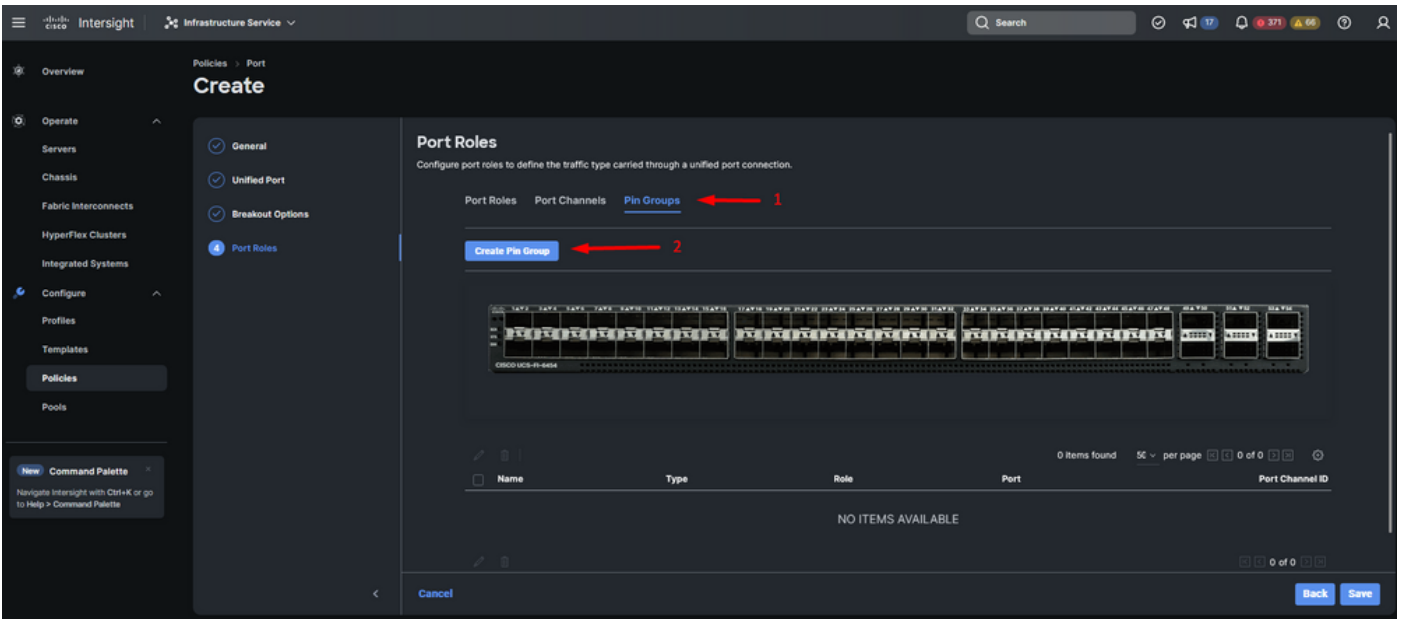 cisco Intersight
Infrastructure Service
Search
17
371
66
Overview
Operate
Servers
Chassis
Fabric Interconnects
HyperFlex Clusters
Integrated Systems
Configure
Profiles
Templates
Policies
Pools
New Command Palette
Navigate Intersight with Ctrl+K or go
to Help > Command Palette
Policies > Port
Create
General
Unified Port
Breakout Options
4 Port Roles
Port Roles
Configure port roles to define the traffic type carried through a unified port connection.
Port Roles Port Channels Pin Groups 1
Create Pin Group 2
CISCO UCS-FI-6454
0 items found 50 per page 0 of 0
Name Type Role Port Port Channel ID
NO ITEMS AVAILABLE
0 of 0
Cancel Back Save